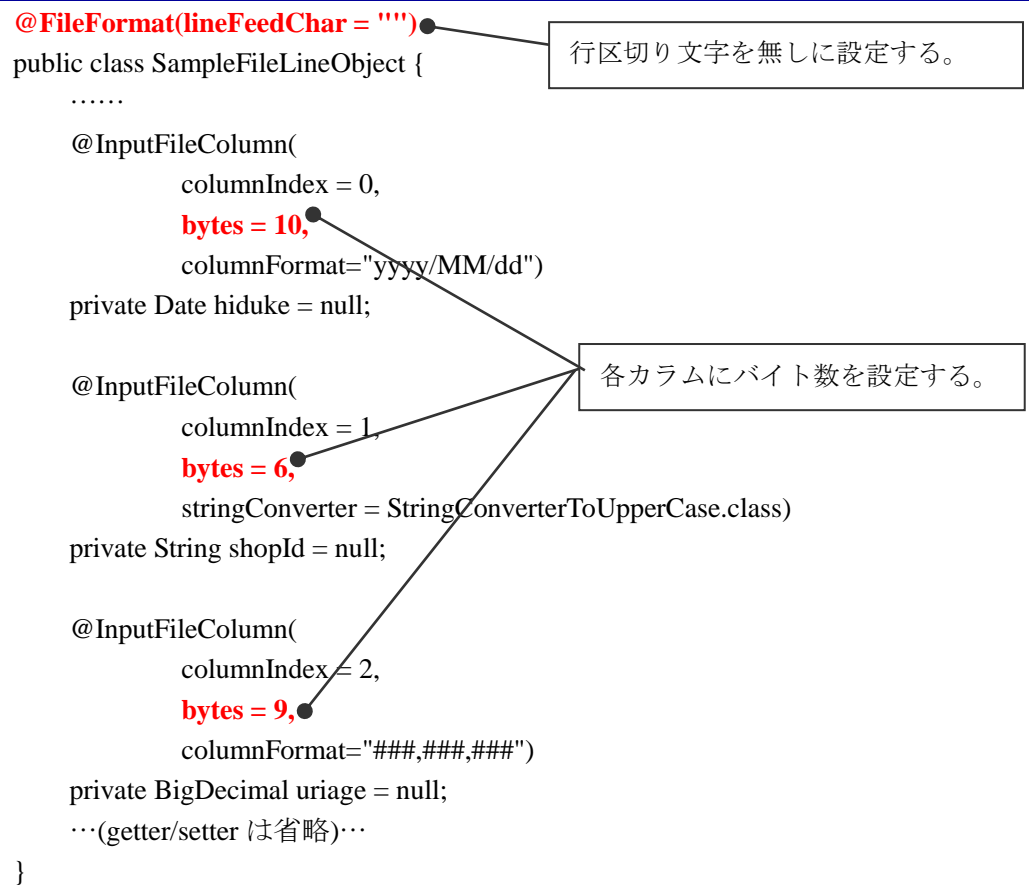 @FileFormat(lineFeedChar = "")
行区切り文字を無しに設定する。
public class SampleFileLineObject {
……
@InputFileColumn(
columnIndex = 0,
bytes = 10,
columnFormat="yyyy/MM/dd")
private Date hiduke = null;
各カラムにバイト数を設定する。
@InputFileColumn(
columnIndex = 1,
bytes = 6,
stringConverter = StringConverterToUpperCase.class)
private String shopId = null;
@InputFileColumn(
columnIndex = 2,
bytes = 9,
columnFormat="###,###,###")
private BigDecimal uriage = null;
…(getter/setter は省略)…
}